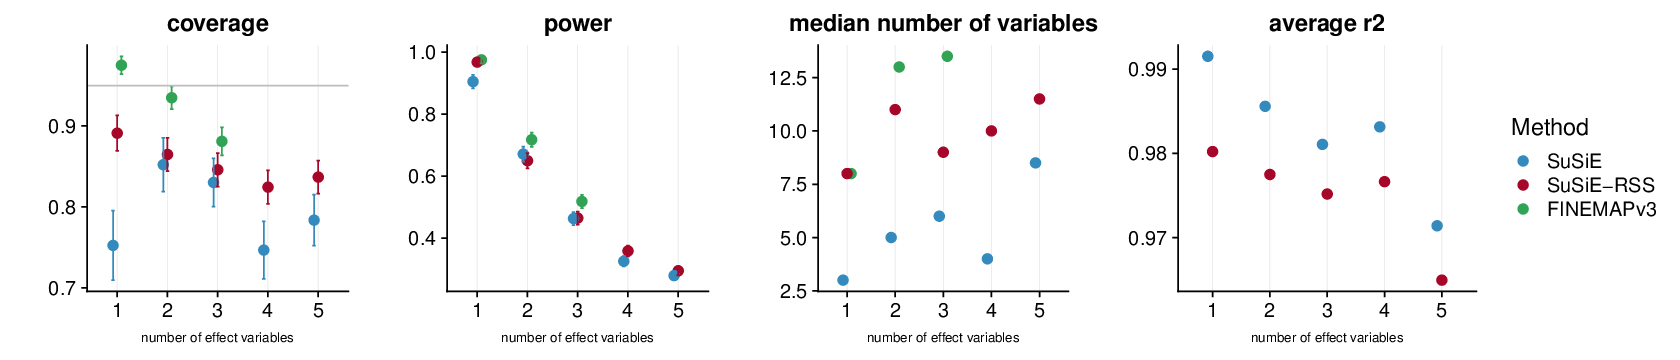 coverage
0.9
0.8
0.7
1 2 3 4 5
number of effect variables
power
1.0
0.8
0.6
0.4
1 2 3 4 5
number of effect variables
median number of variables
12.5
10.0
7.5
5.0
2.5
1 2 3 4 5
number of effect variables
average r2
0.99
0.98
0.97
1 2 3 4 5
number of effect variables
Method
SuSiE
SuSiE−RSS
FINEMAPv3